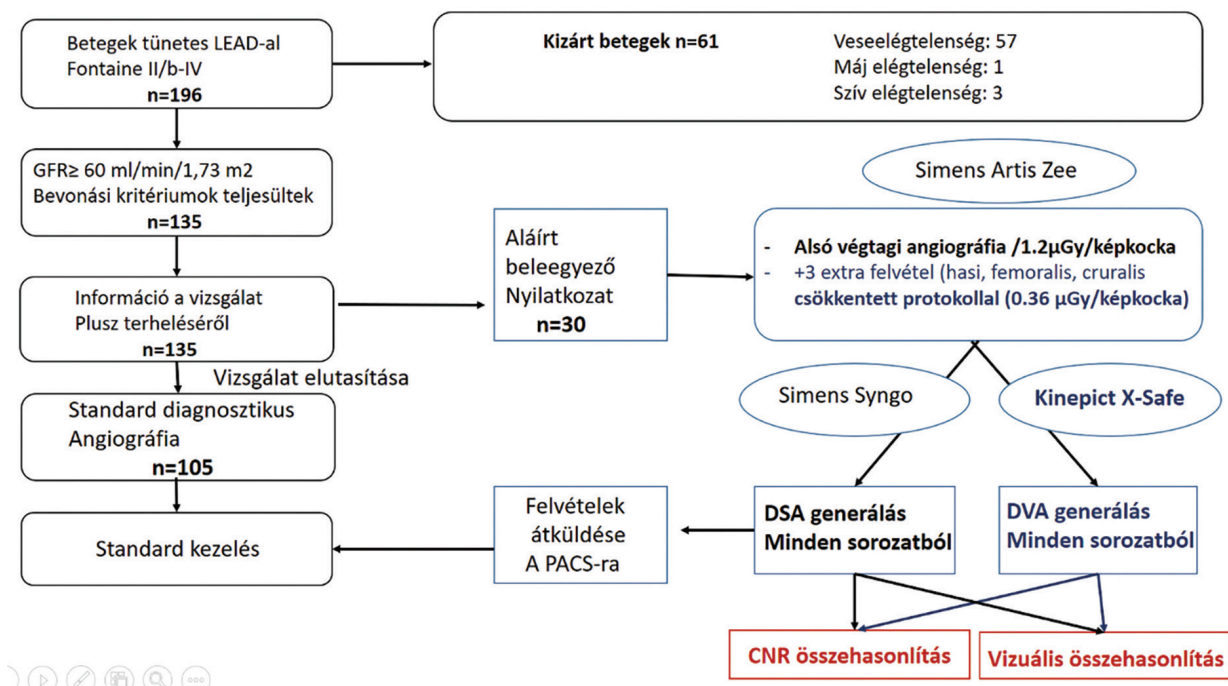 Betegek tünetes LEAD-al
Fontaine II/b-IV
n=196
Kizárt betegek n=61
Veseelégtelenség: 57
Máj elégtelenség: 1
Szív elégtelenség: 3
GFR≥ 60 ml/min/1,73 m2
Bevonási kritériumok teljesültek
n=135
Információ a vizsgálat
Plusz terheléséről
n=135
Vizsgálat elutasítása
Standard diagnosztikus
Angiográfia
n=105
Standard kezelés
Aláírt
beleegyező
Nyilatkozat
n=30
Simens Artis Zee
- Alsó végtagi angiográfia /1.2µGy/képkocka
- +3 extra felvétel (hasi, femoralis, cruralis
csökkentett protokollal (0.36 µGy/képkocka)
Simens Syngo
Kinepict X-Safe
DSA generálás
Minden sorozatból
DVA generálás
Minden sorozatból
Felvételek
átküldése
A PACS-ra
CNR összehasonlítás
Vizuális összehasonlítás